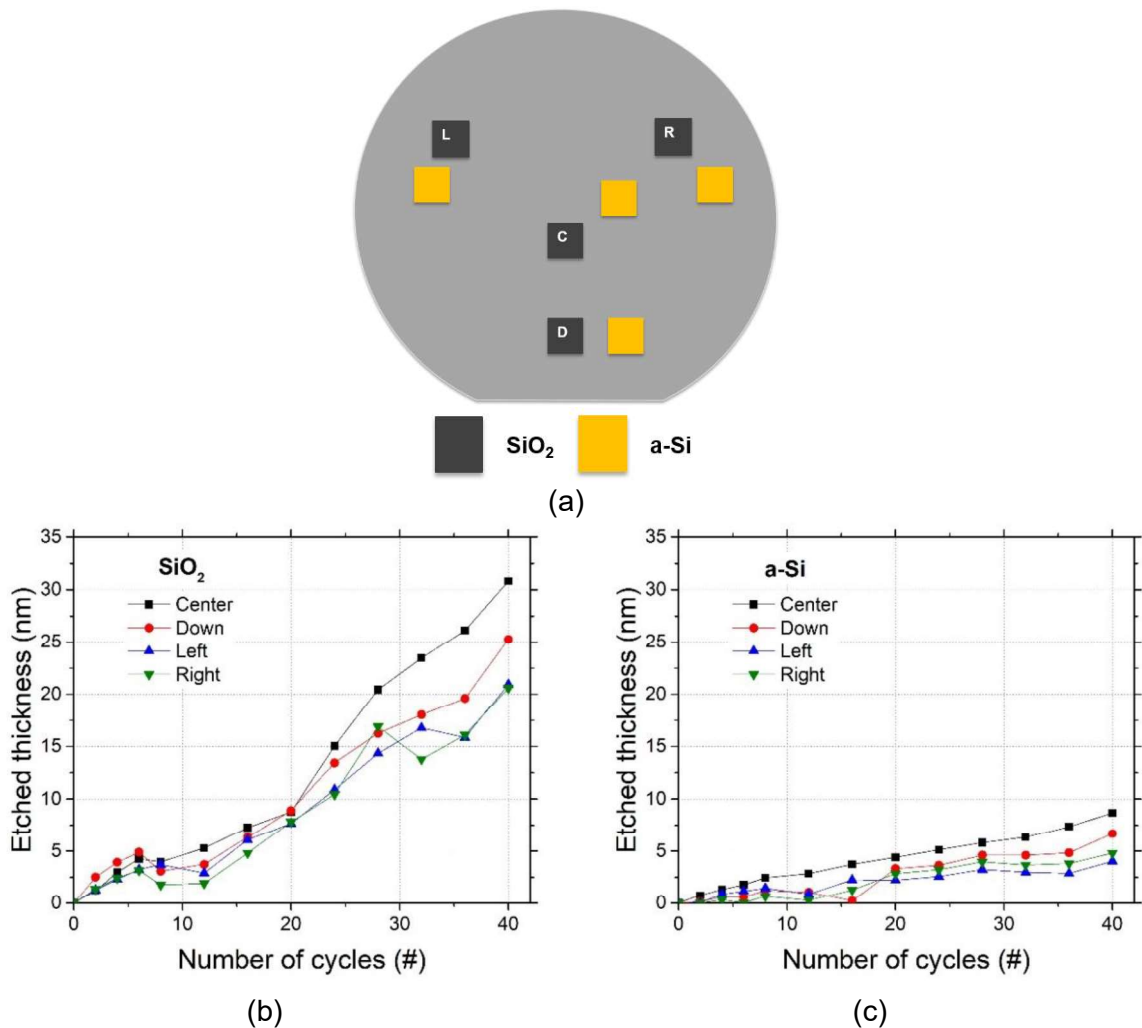 L
R
C
D
SiO₂
a-Si
(a)
35
30
25
20
15
10
5
0
Etched thickness (nm)
SiO₂
Center
Down
Left
Right
0
10
20
30
40
Number of cycles (#)
(b)
35
30
25
20
15
10
5
0
Etched thickness (nm)
a-Si
Center
Down
Left
Right
0
10
20
30
40
Number of cycles (#)
(c)